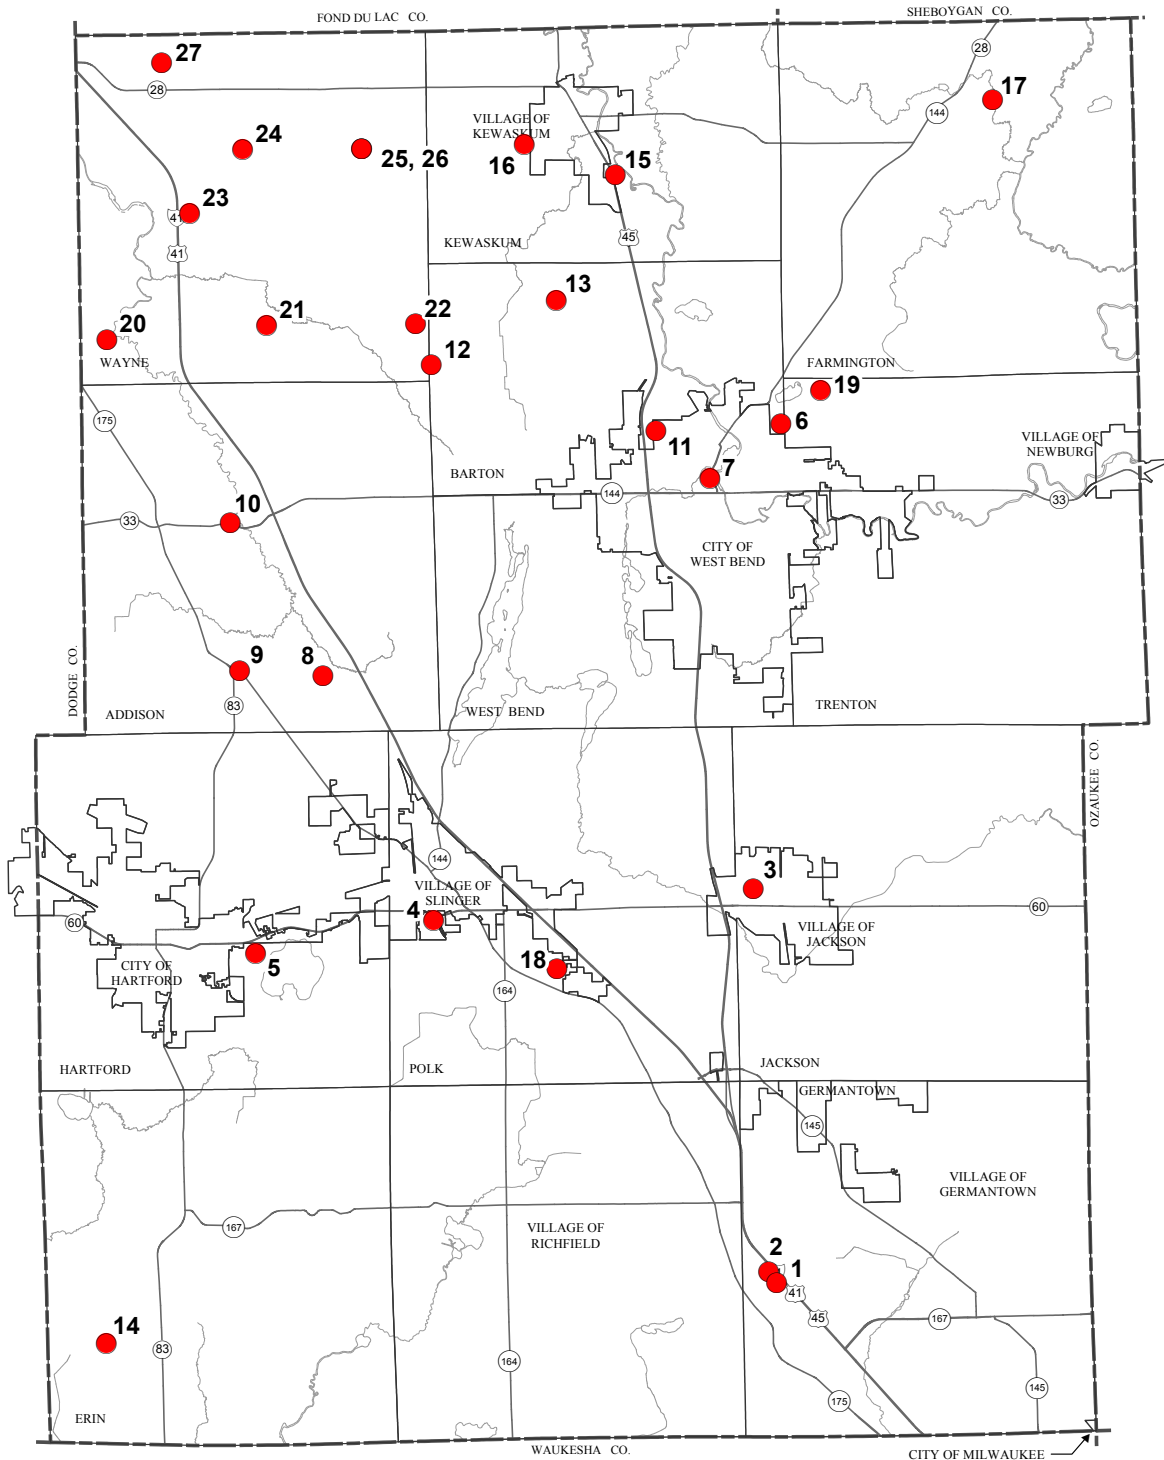 FOND DU LAC CO.
SHEBOYGAN CO.
27
28
28
17
144
24
VILLAGE OF
KEWASKUM
25, 26
16
15
23
41
41
45
KEWASKUM
13
21
22
20
12
WAYNE
FARMINGTON
19
175
6
11
VILLAGE OF
NEWBURG
BARTON
7
10
144
33
33
CITY OF
WEST BEND
DODGE CO.
9
8
83
ADDISON
WEST BEND
TRENTON
OZAUKEE CO.
144
3
VILLAGE OF
SLINGER
4
60
60
VILLAGE OF
JACKSON
CITY OF
HARTFORD
5
18
164
HARTFORD
POLK
JACKSON
GERMANTOWN
145
VILLAGE OF
GERMANTOWN
167
VILLAGE OF
RICHFIELD
2
1
41
45
167
14
83
164
145
175
ERIN
WAUKESHA CO.
CITY OF MILWAUKEE